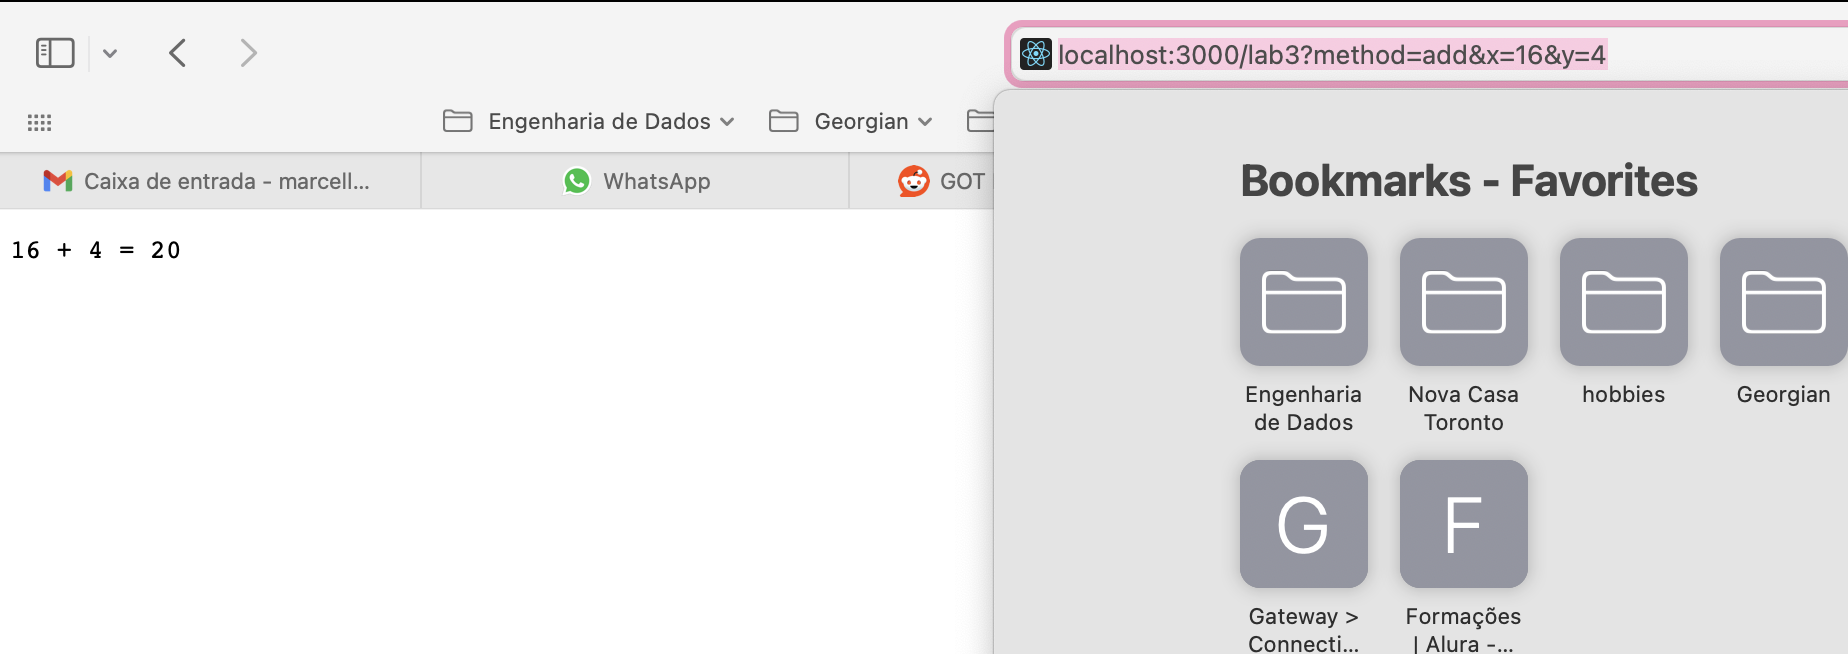 localhost:3000/lab3?method=add&x=16&y=4
Engenharia de Dados
Georgian
Caixa de entrada - marcell...
WhatsApp
GOT
16 + 4 = 20
Bookmarks - Favorites
Engenharia
de Dados
Nova Casa
Toronto
hobbies
Georgian
G
F
Gateway >
Connecti...
Formações
| Alura -...